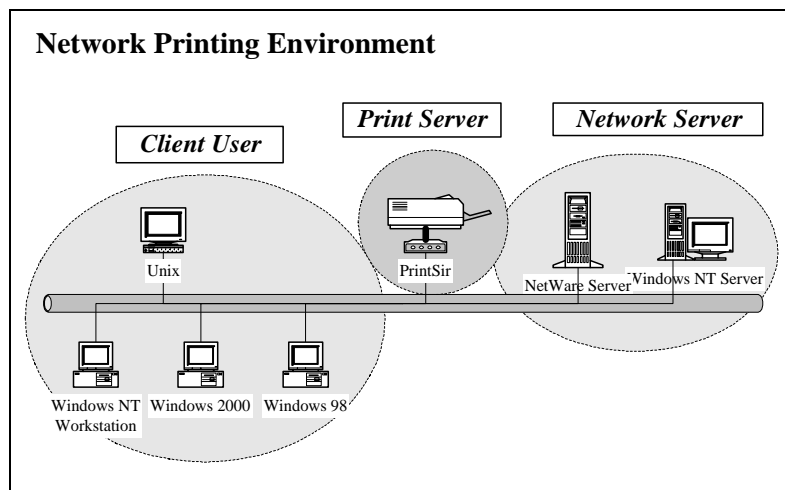 Network Printing Environment
Client User
Print Server
Network Server
Unix
PrintSir
NetWare Server
Windows NT Server
Windows NT
Workstation
Windows 2000
Windows 98